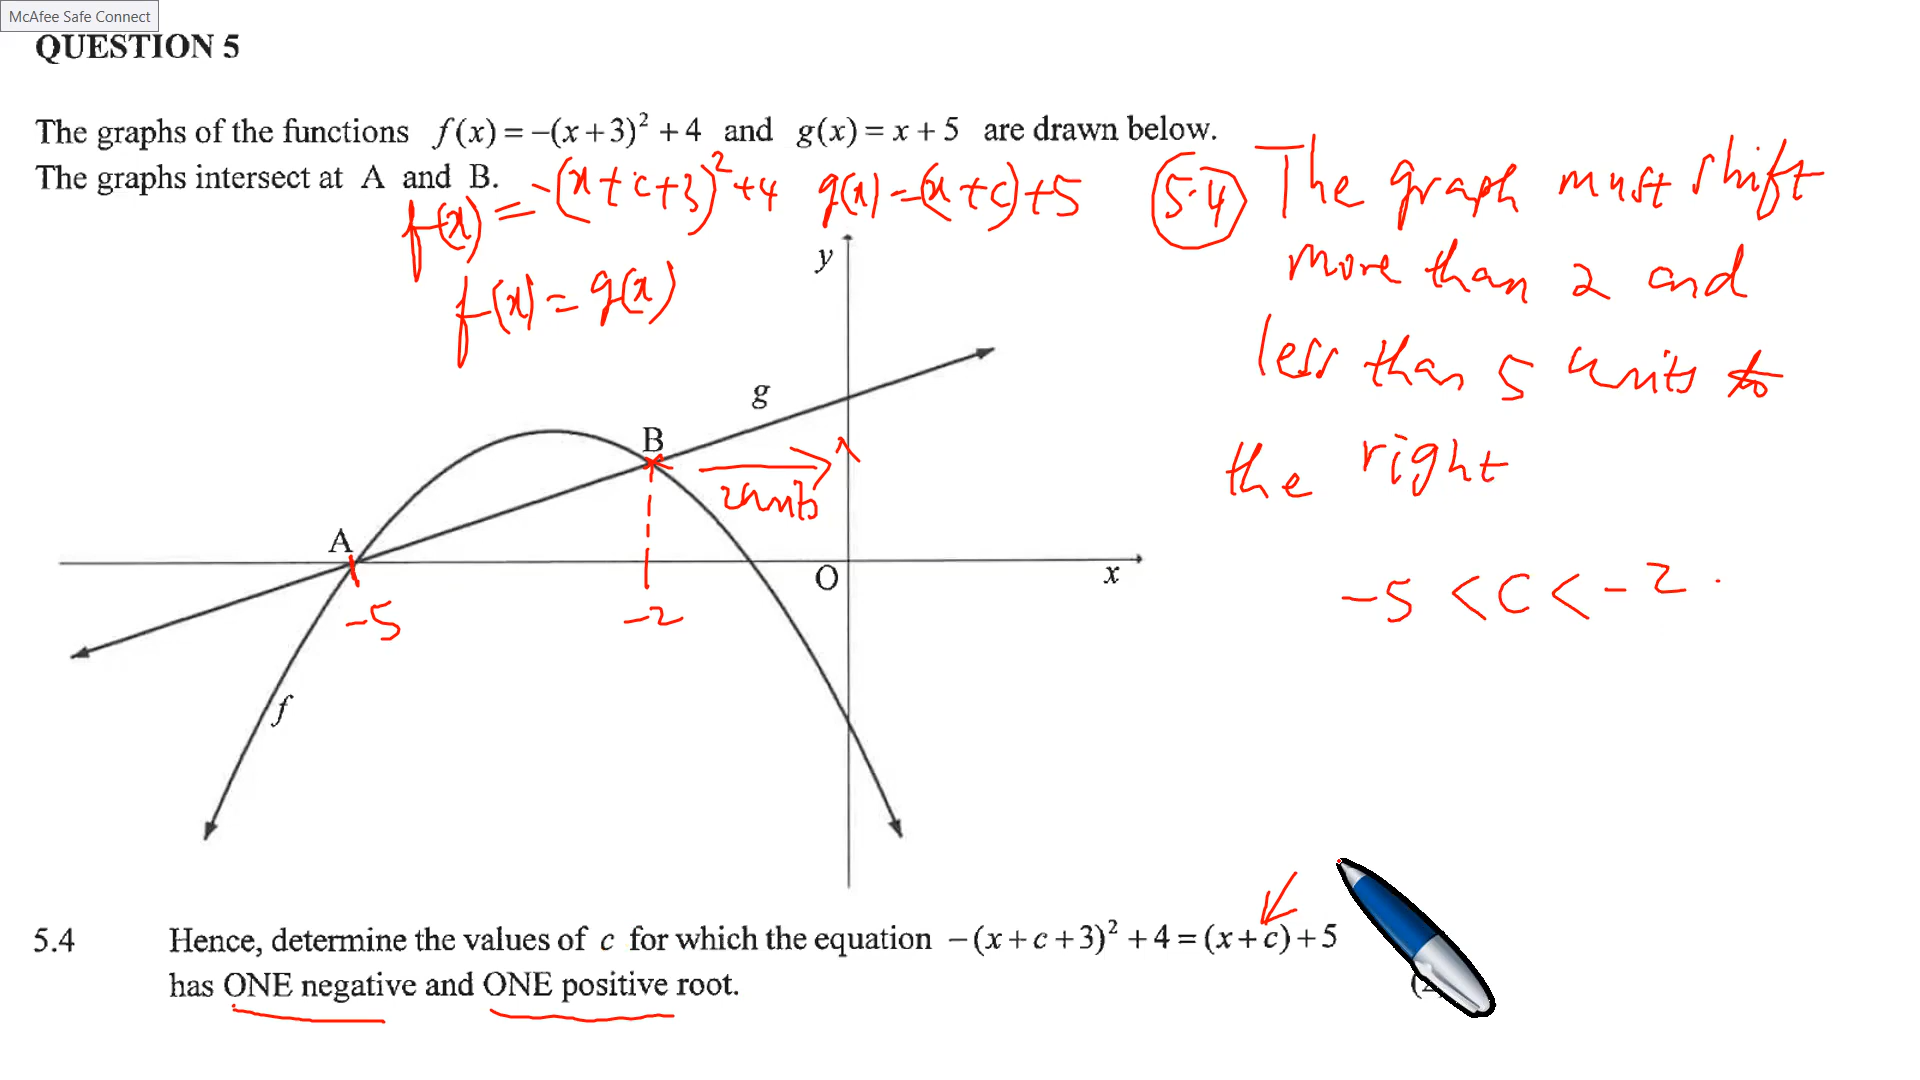 McAfee Safe Connect
QUESTION 5
The graphs of the functions f(x) = −(x+3)² + 4 and g(x) = x + 5 are drawn below.
The graphs intersect at A and B.
f(x) = −(x+c+3)²+4 g(x) = (x+c)+5
f(x) = g(x)
5.4 The graph must shift
more than 2 and
less than 5 units to
the right
−5 < c < −2 .
y
g
B
2units
A
O
x
−5
−2
f
5.4 Hence, determine the values of c for which the equation −(x+c+3)² + 4 = (x+c)+5
has ONE negative and ONE positive root.